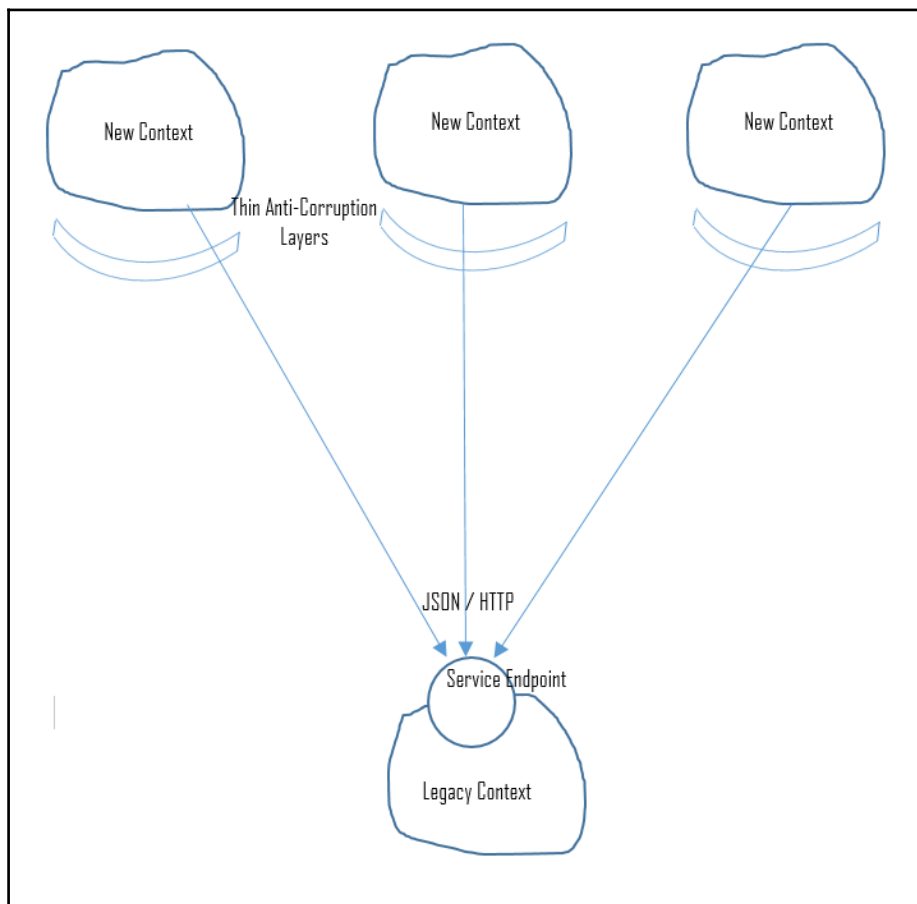 New Context
New Context
New Context
Thin Anti-Corruption
Layers
JSON / HTTP
Service Endpoint
Legacy Context